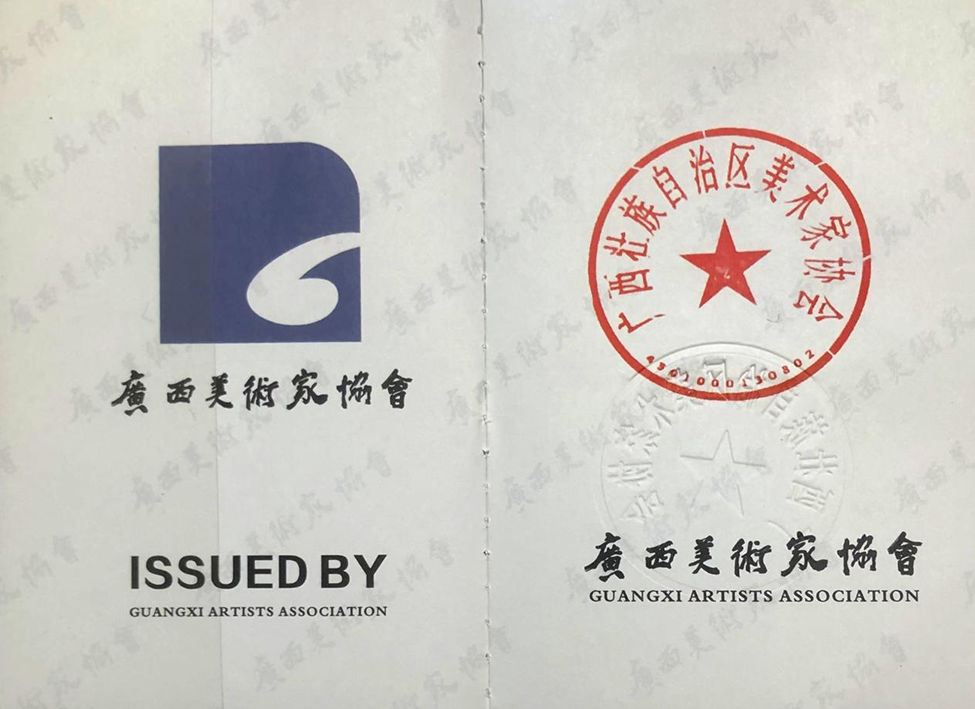 廣西美術家協會
ISSUED BY
GUANGXI ARTISTS ASSOCIATION
广西壮族自治区美术家协会
4501000130802
廣西美術家協會
GUANGXI ARTISTS ASSOCIATION